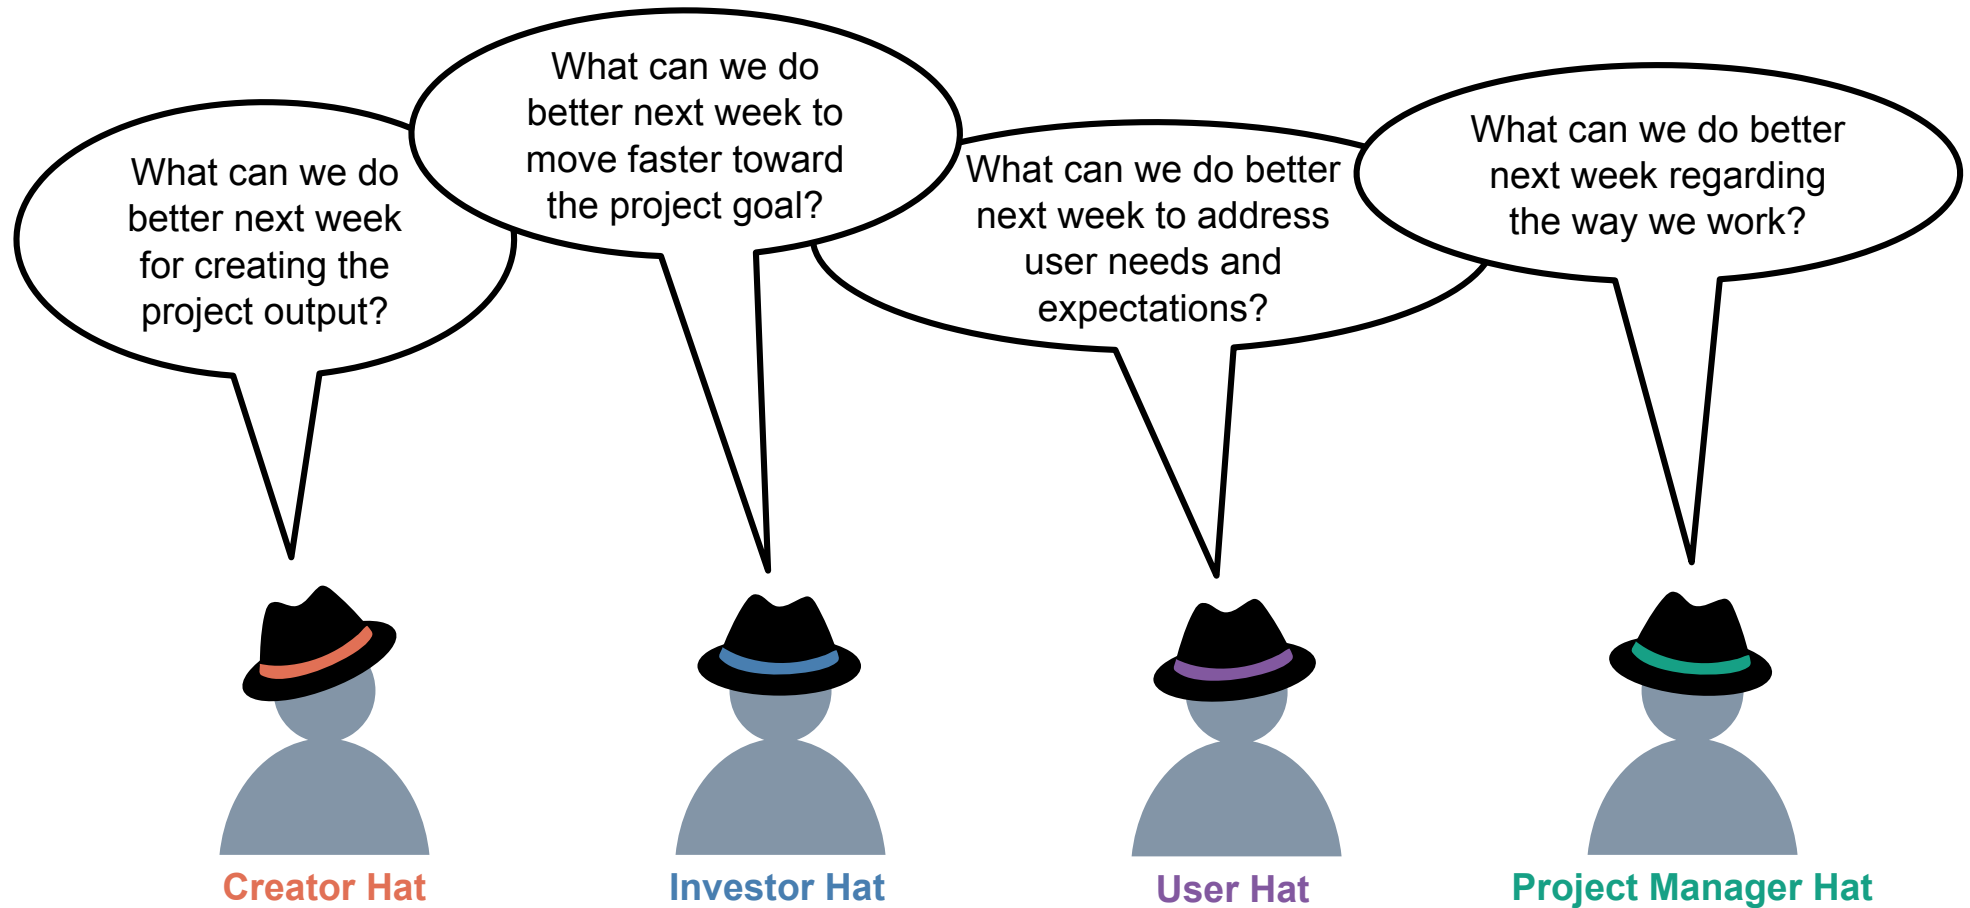 What can we do
better next week
for creating the
project output?
What can we do
better next week to
move faster toward
the project goal?
What can we do better
next week to address
user needs and
expectations?
What can we do better
next week regarding
the way we work?
Creator Hat
Investor Hat
User Hat
Project Manager Hat